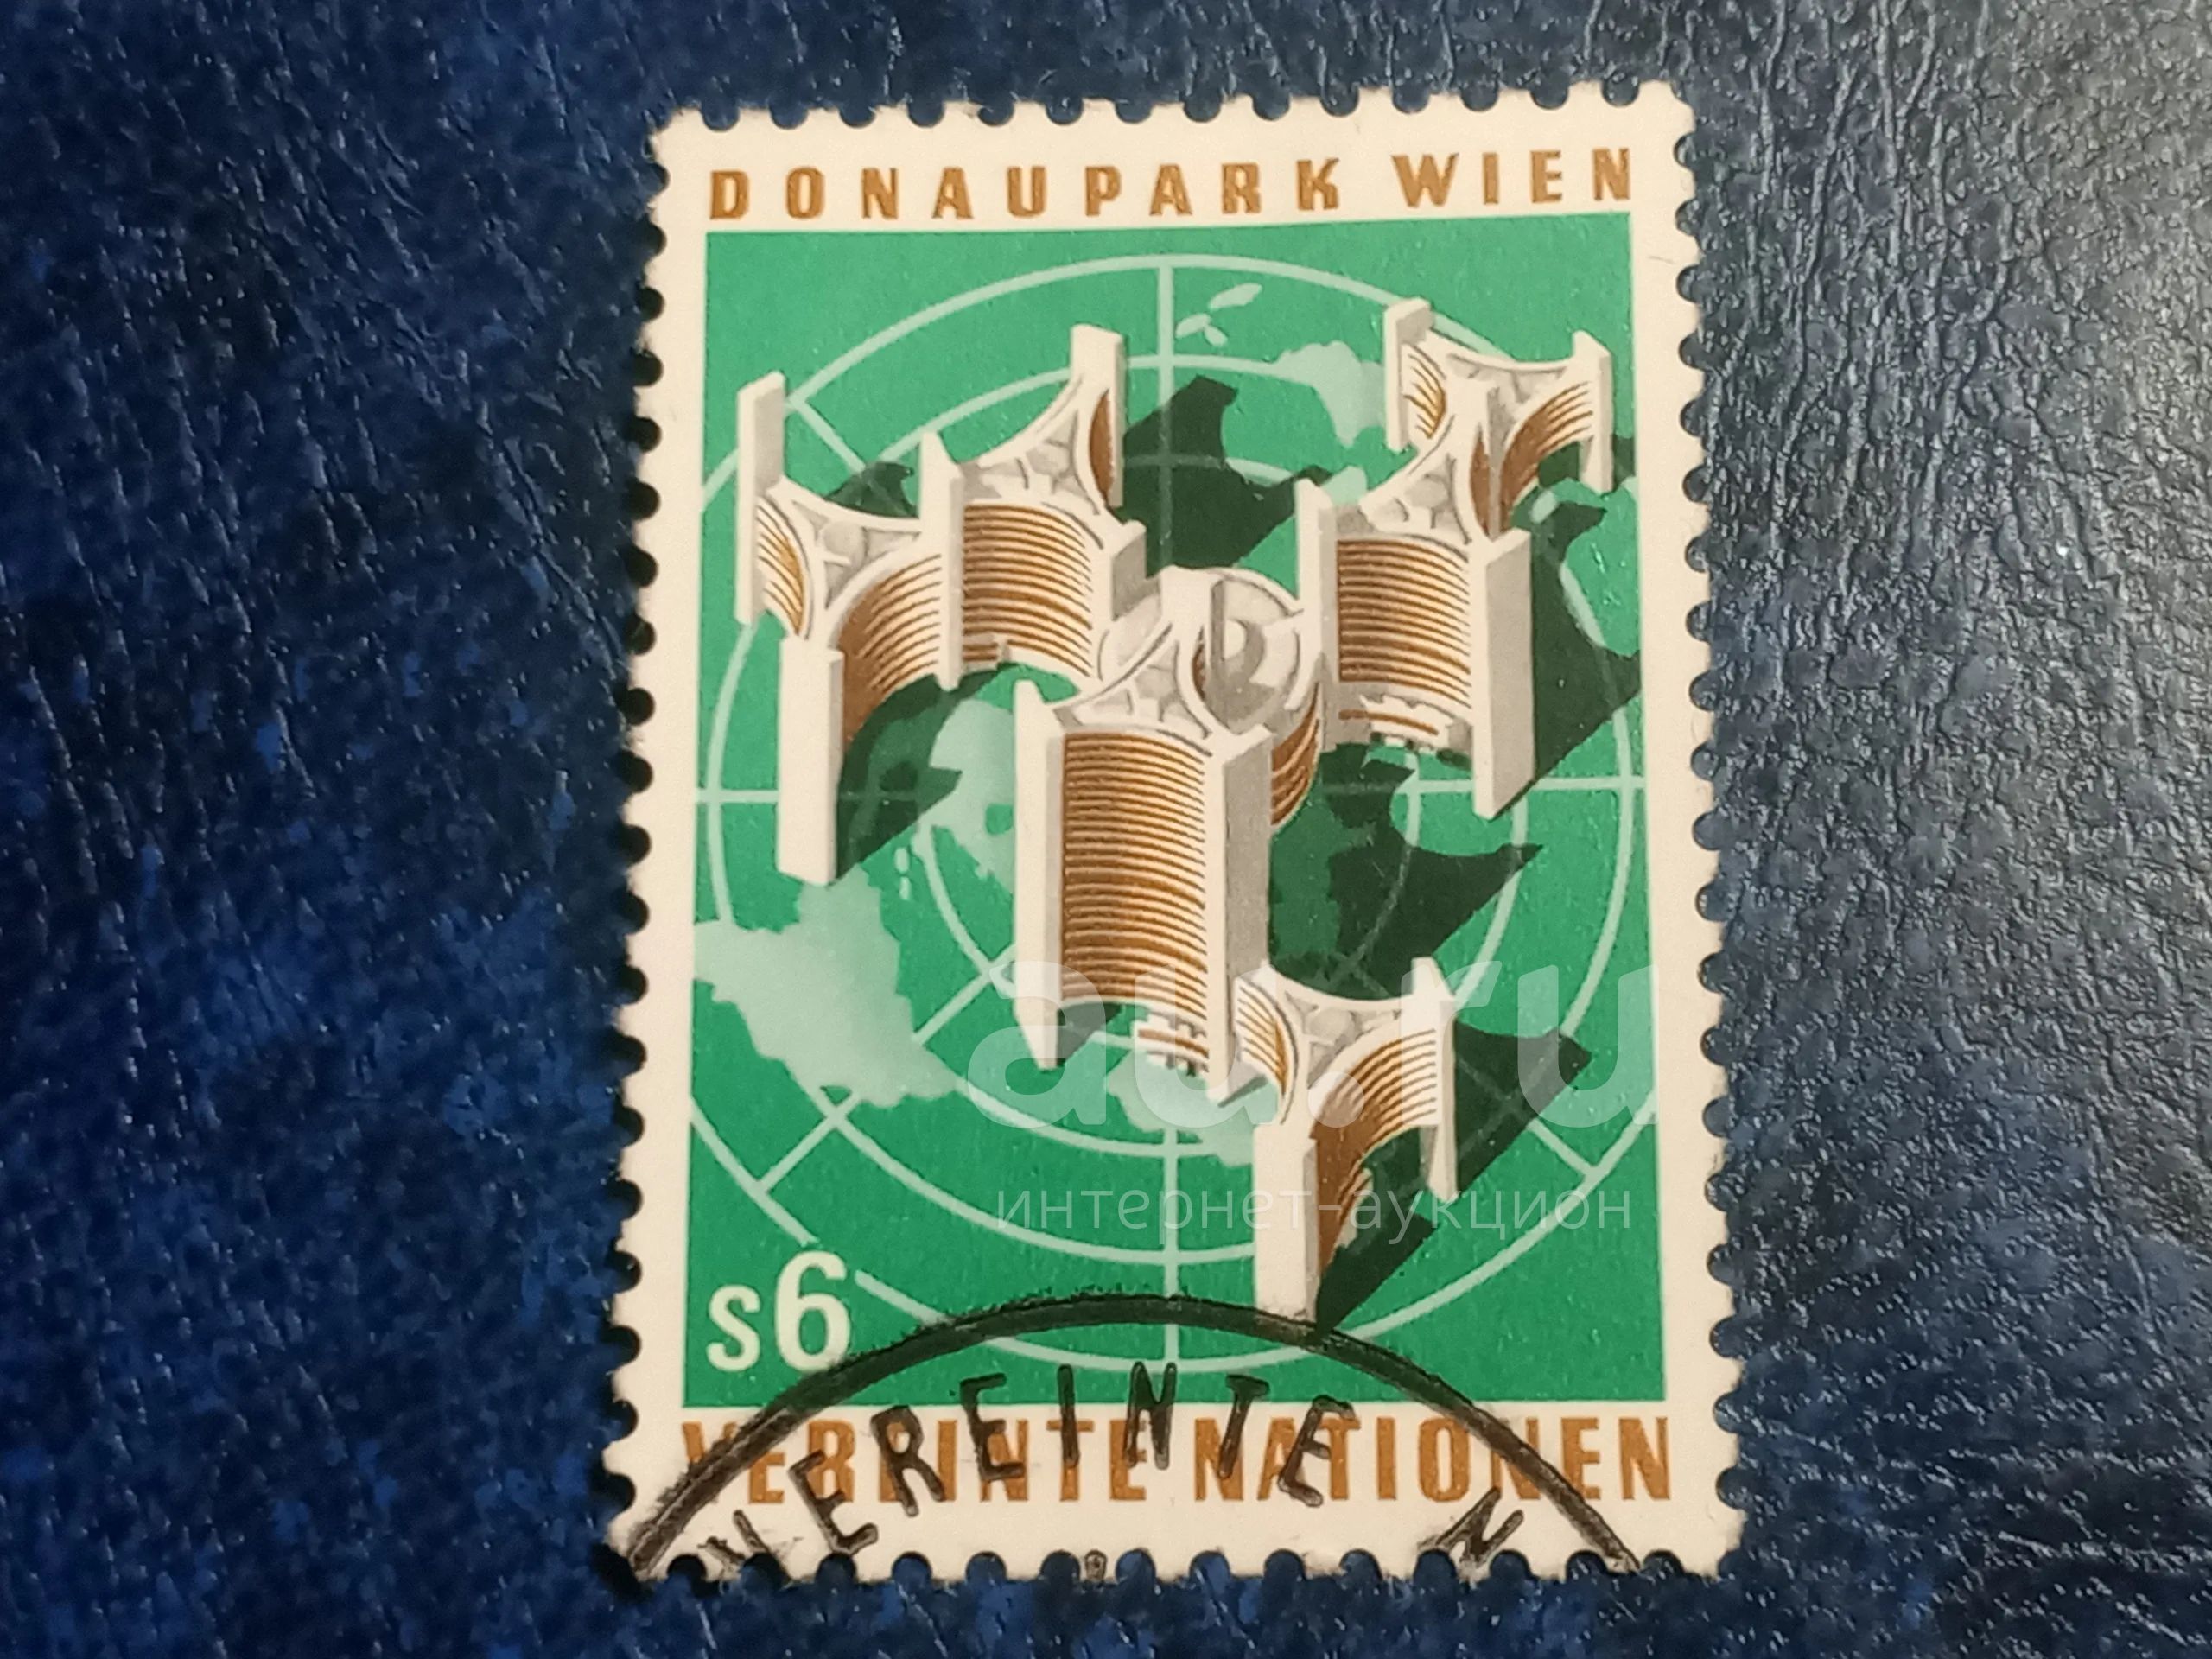 DONAUPARK WIEN
au.ru
интернет-аукцион
s6
VEREINTE NATIONEN
VEREINTE N